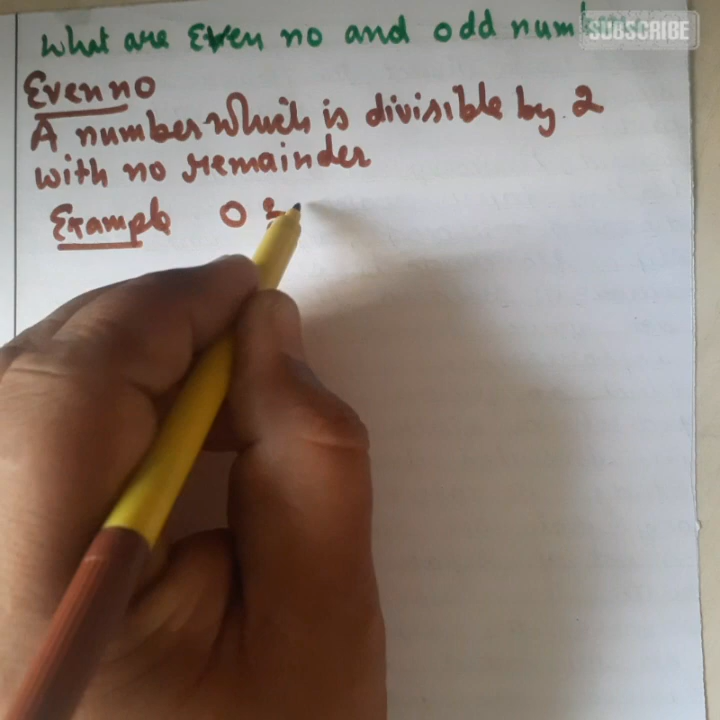 what are Even no and odd num
SUBSCRIBE
Even no
A number which is divisible by 2
with no remainder
Example 0